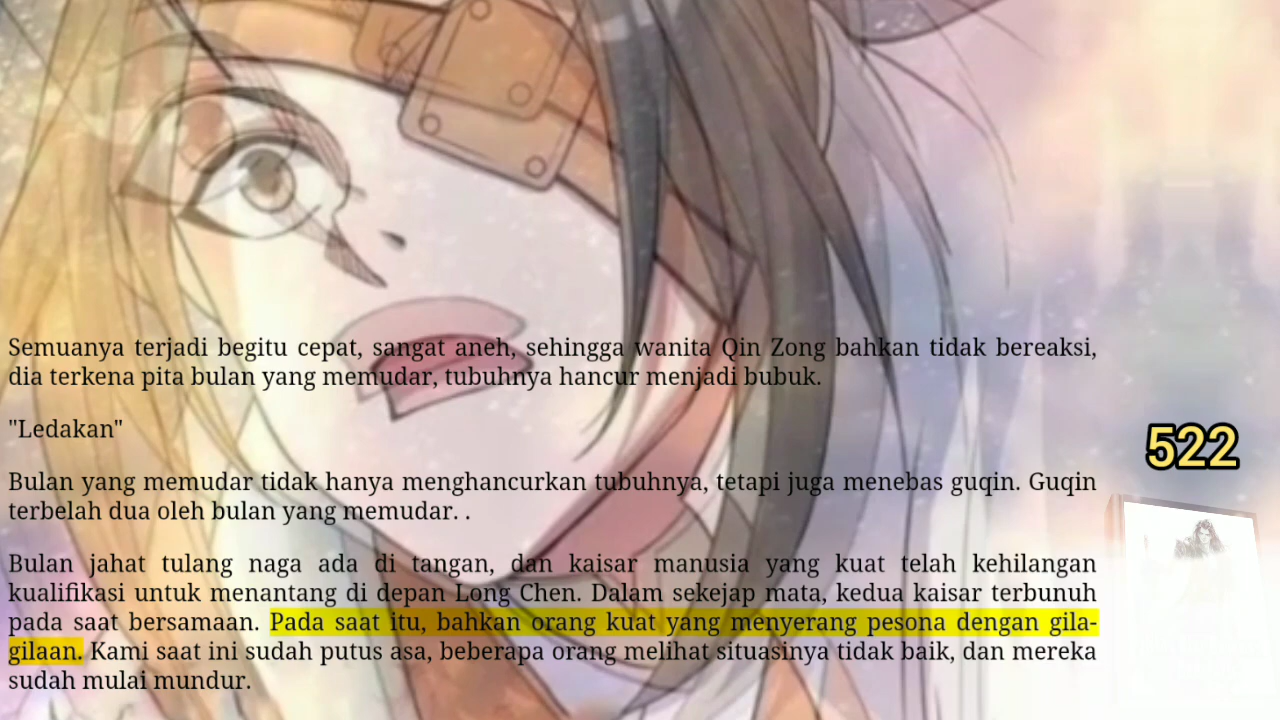 Semuanya terjadi begitu cepat, sangat aneh, sehingga wanita Qin Zong bahkan tidak bereaksi,
dia terkena pita bulan yang memudar, tubuhnya hancur menjadi bubuk.
"Ledakan"
Bulan yang memudar tidak hanya menghancurkan tubuhnya, tetapi juga menebas guqin. Guqin
terbelah dua oleh bulan yang memudar. .
522
Bulan jahat tulang naga ada di tangan, dan kaisar manusia yang kuat telah kehilangan
kualifikasi untuk menantang di depan Long Chen. Dalam sekejap mata, kedua kaisar terbunuh
pada saat bersamaan. Pada saat itu, bahkan orang kuat yang menyerang pesona dengan gila-
gilaan. Kami saat ini sudah putus asa, beberapa orang melihat situasinya tidak baik, dan mereka
sudah mulai mundur.